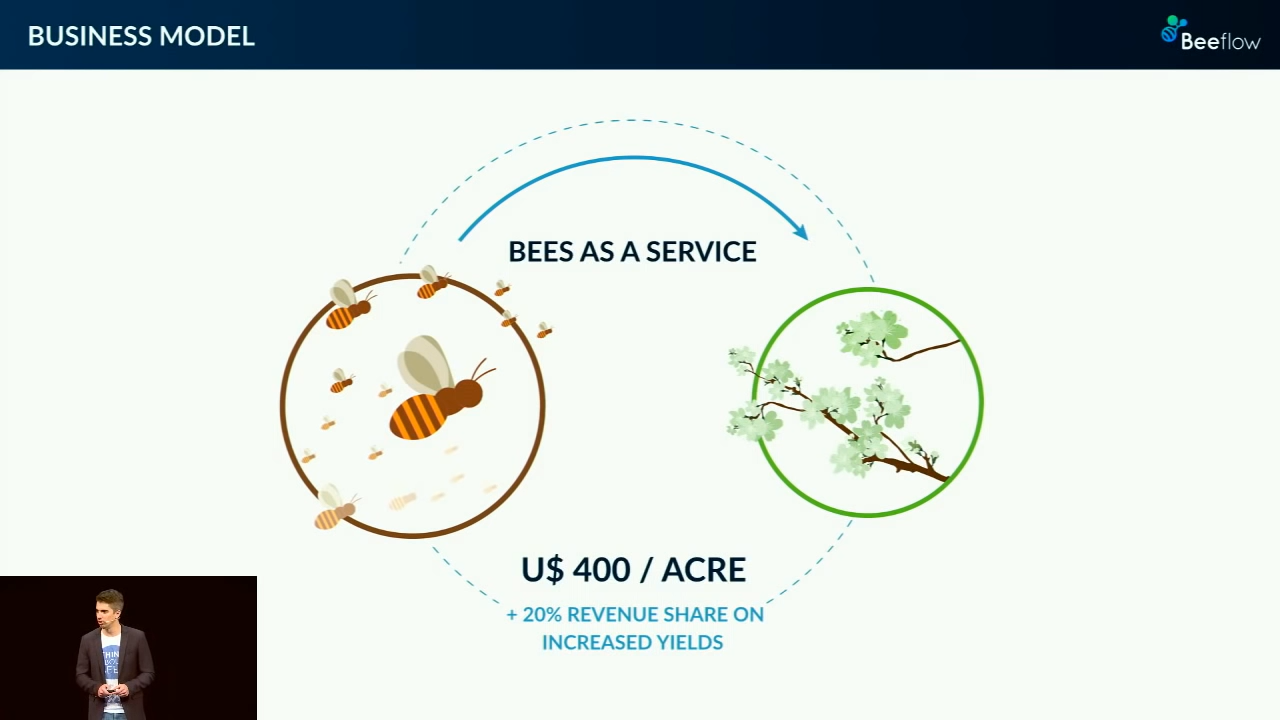 BUSINESS MODEL
Beeflow
BEES AS A SERVICE
U$ 400 / ACRE
+ 20% REVENUE SHARE ON
INCREASED YIELDS